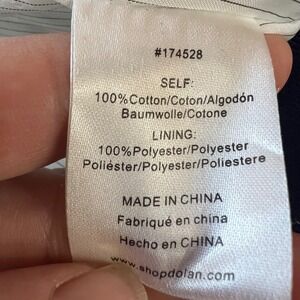 #174528
SELF:
100%Cotton/Coton/Algodón
Baumwolle/Cotone
LINING:
100%Polyester/Polyester
Poliéster/Polyester/Poliestere
MADE IN CHINA
Fabriqué en china
Hecho en CHINA
www.shopdolan.com